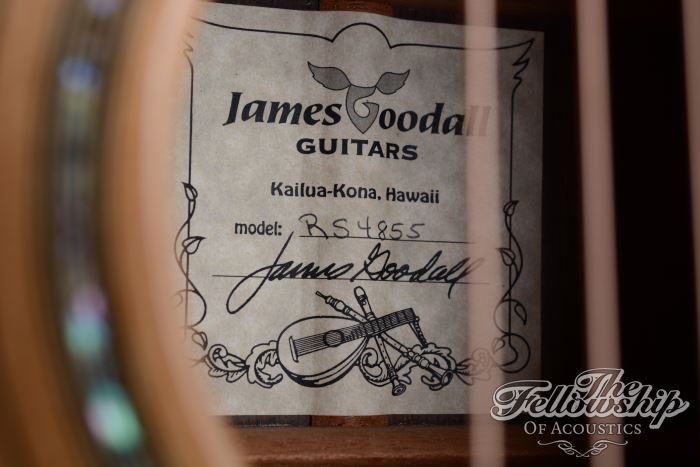 James Goodall
GUITARS
Kailua-Kona, Hawaii
model: RS4855
James Goodall
The
Fellowship
OF ACOUSTICS